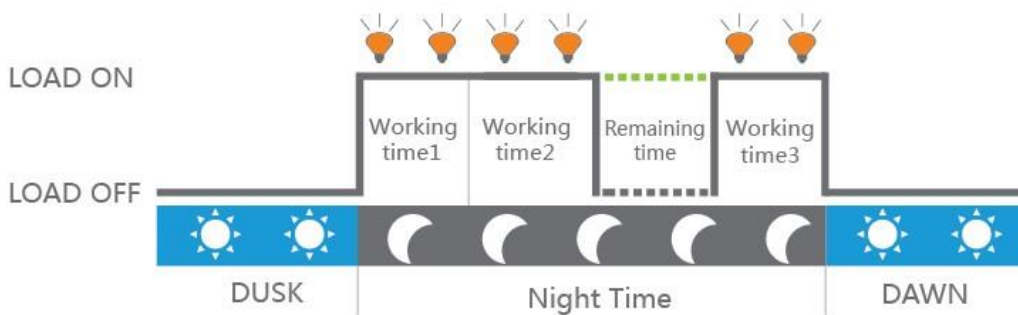 LOAD ON
Working
time1
Working
time2
Remaining
time
Working
time3
LOAD OFF
DUSK
Night Time
DAWN